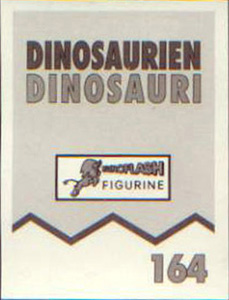 DINOSAURIEN
DINOSAURI
EUROFLASH
FIGURINE
164